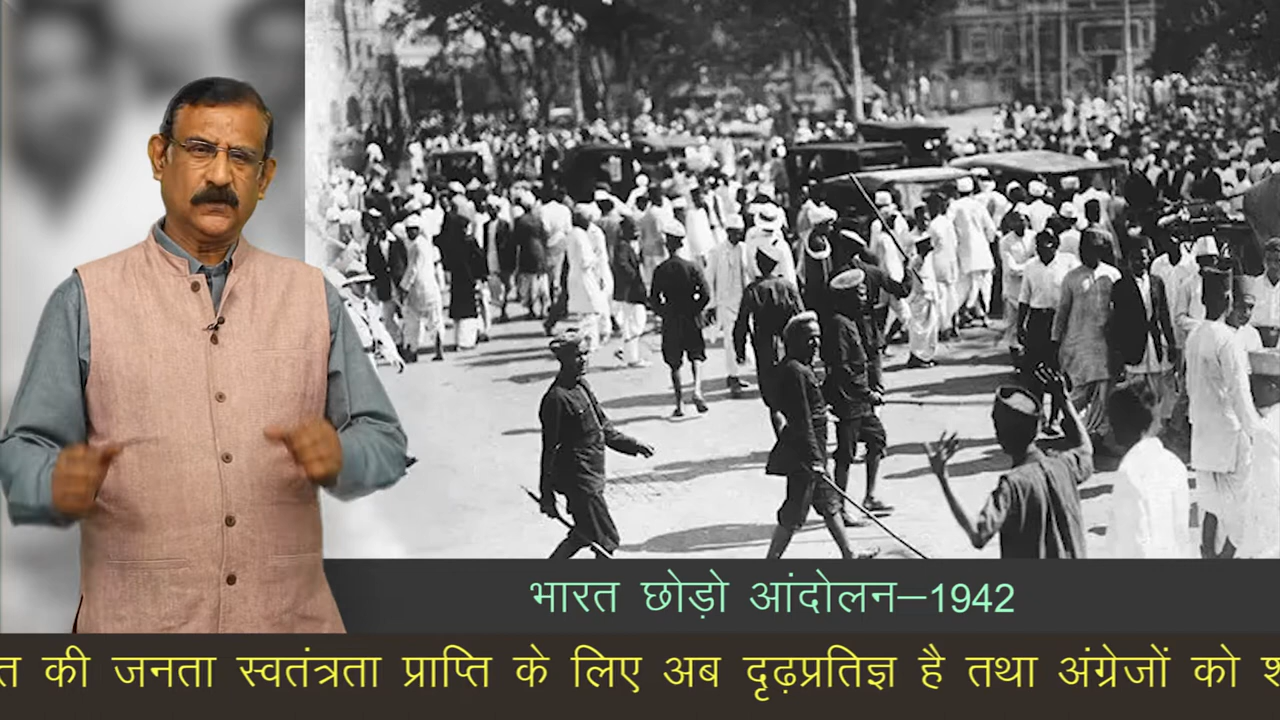 भारत छोड़ो आंदोलन–1942
की जनता स्वतंत्रता प्राप्ति के लिए अब दृढ़प्रतिज्ञ है तथा अंग्रेजों को